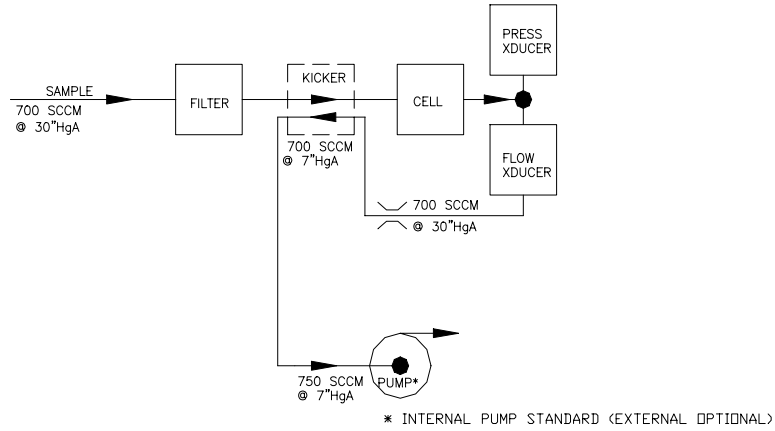 SAMPLE
700 SCCM
@ 30"HgA
FILTER
KICKER
700 SCCM
@ 7"HgA
CELL
PRESS
XDUCER
FLOW
XDUCER
700 SCCM
@ 30"HgA
750 SCCM
@ 7"HgA
PUMP*
* INTERNAL PUMP STANDARD (EXTERNAL OPTIONAL)